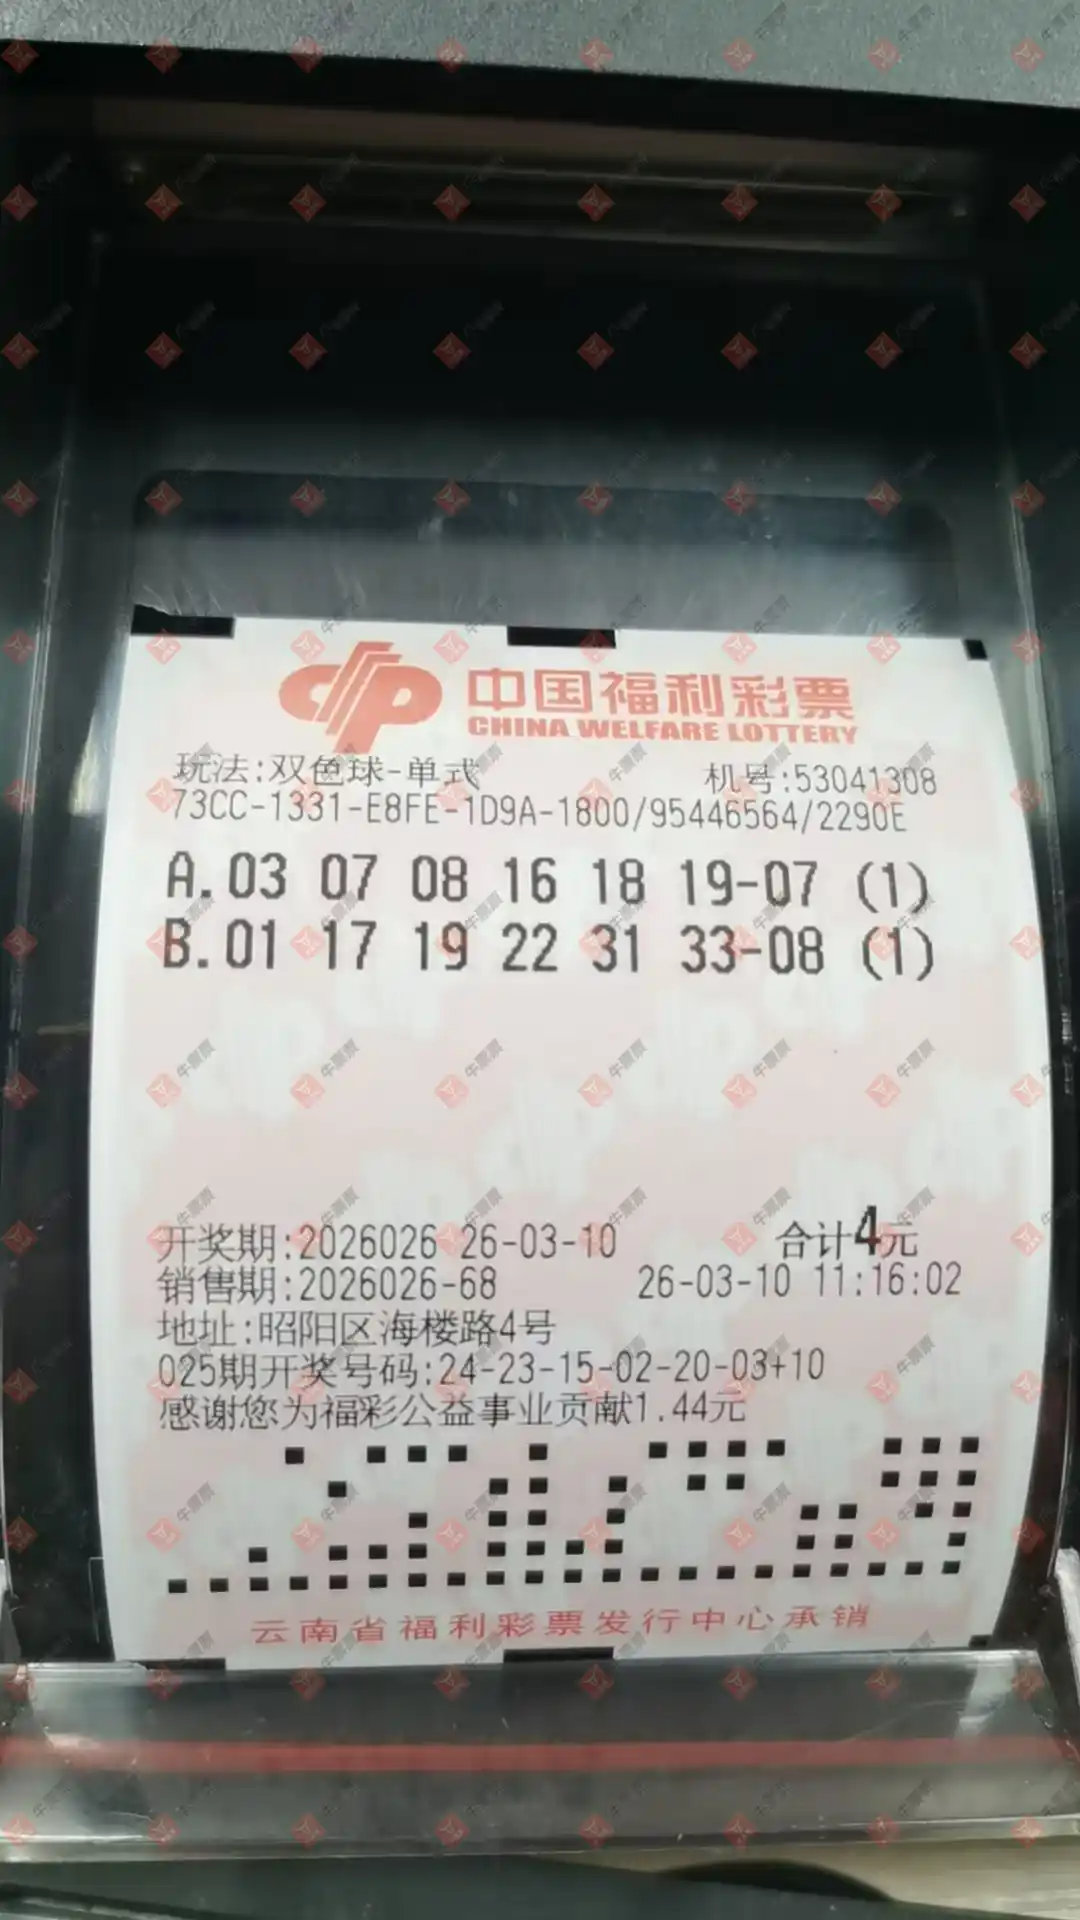 中国福利彩票
CHINA WELFARE LOTTERY
玩法:双色球-单式 机号:53041308
73CC-1331-E8FE-1D9A-1800/95446564/2290E
A.03 07 08 16 18 19-07 (1)
B.01 17 19 22 31 33-08 (1)
开奖期:2026026 26-03-10 合计4元
销售期:2026026-68 26-03-10 11:16:02
地址:昭阳区海楼路4号
025期开奖号码:24-23-15-02-20-03+10
感谢您为福彩公益事业贡献1.44元
云南省福利彩票发行中心承销